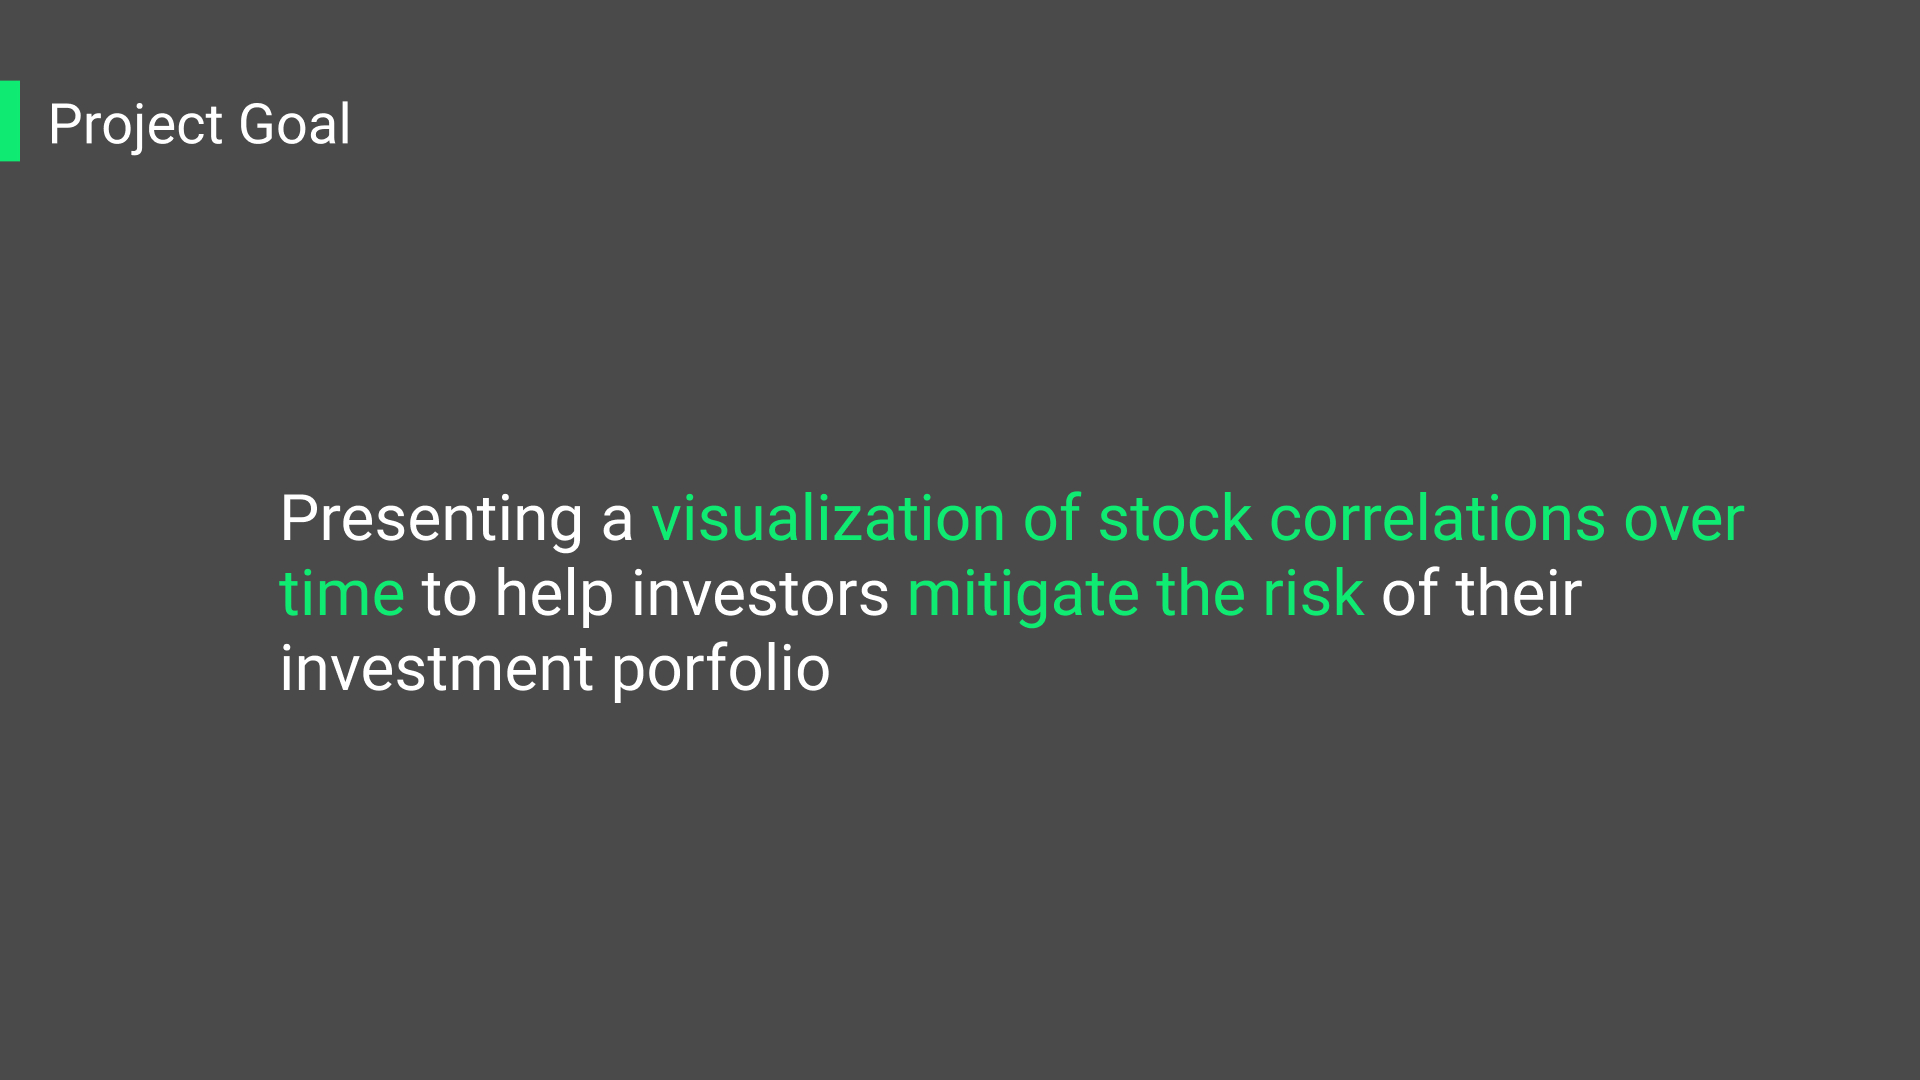 Project Goal
Presenting a visualization of stock correlations over
time to help investors mitigate the risk of their
investment porfolio